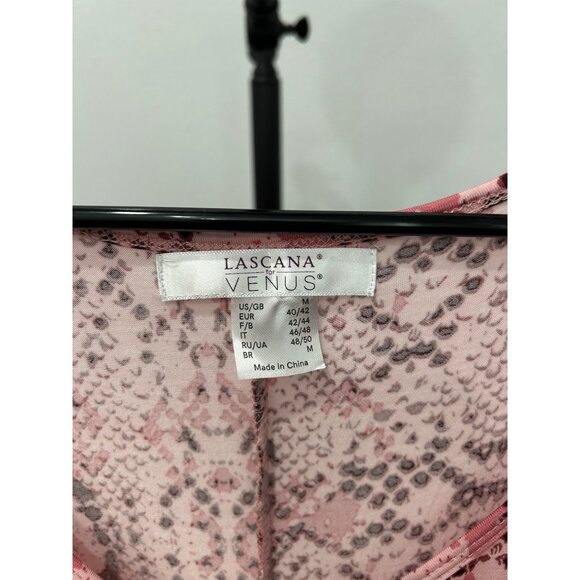 LASCANA®
for
VENUS®
US/GB M
EUR 40/42
F/B 42/44
IT 46/48
RU/UA 48/50
BR M
Made in China